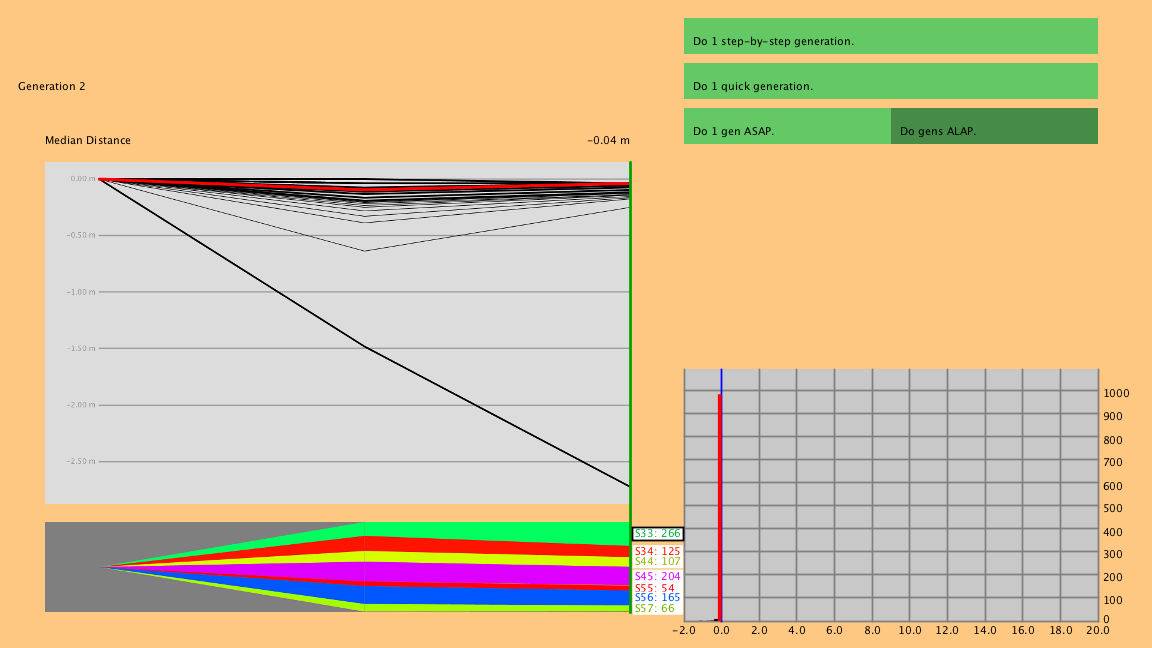 Do 1 step-by-step generation.
Generation 2
Do 1 quick generation.
Do 1 gen ASAP.
Do gens ALAP.
Median Distance
-0.04 m
0.00 m
-0.50 m
-1.00 m
-1.50 m
-2.00 m
-2.50 m
S33: 266
S34: 125
S44: 107
S45: 204
S55: 54
S56: 165
S57: 66
1000
900
800
700
600
500
400
300
200
100
0
-2.0 0.0 2.0 4.0 6.0 8.0 10.0 12.0 14.0 16.0 18.0 20.0